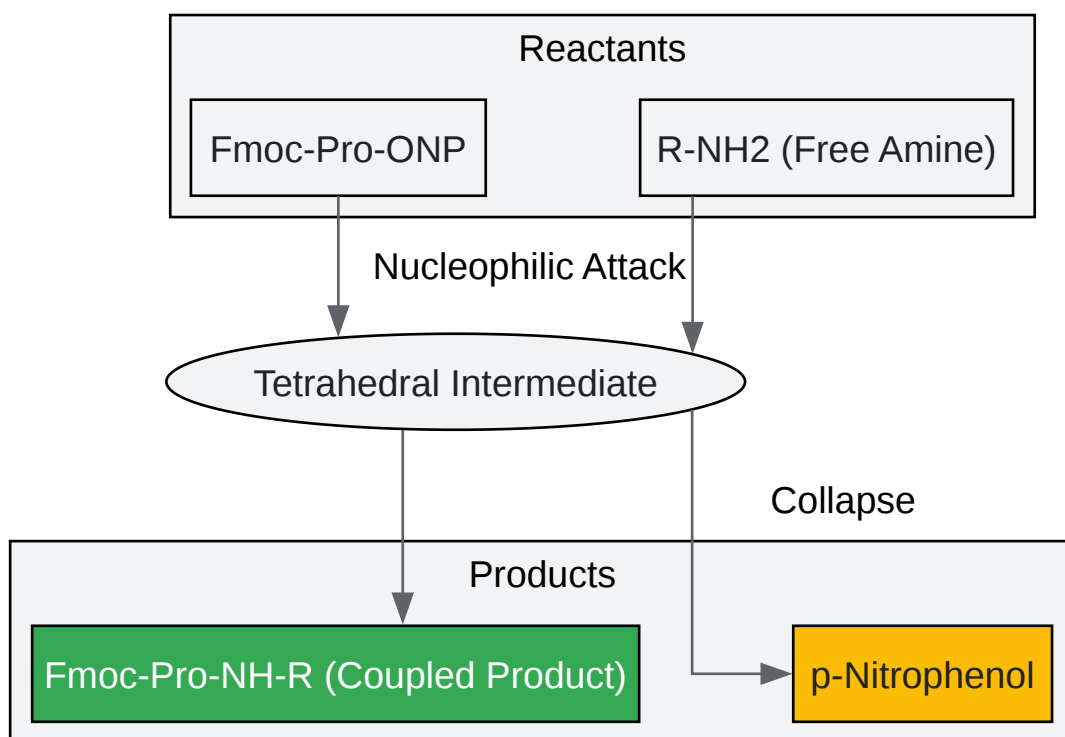 Reactants
Fmoc-Pro-ONP
R-NH2 (Free Amine)
Nucleophilic Attack
Tetrahedral Intermediate
Collapse
Products
Fmoc-Pro-NH-R (Coupled Product)
p-Nitrophenol